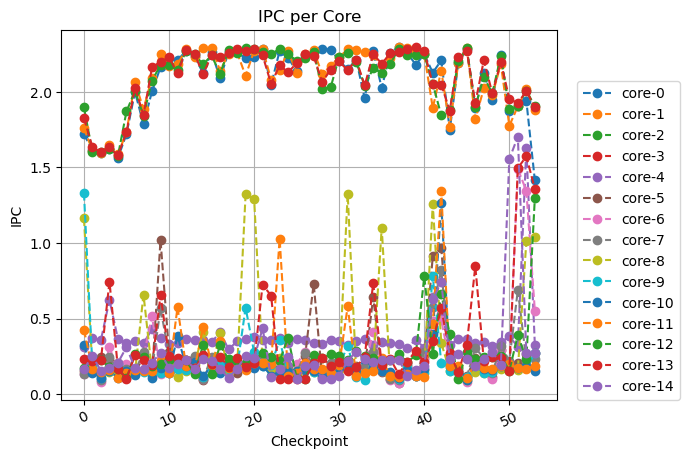 IPC per Core
IPC
2.0
1.5
1.0
0.5
0.0
0
10
20
30
40
50
Checkpoint
core-0
core-1
core-2
core-3
core-4
core-5
core-6
core-7
core-8
core-9
core-10
core-11
core-12
core-13
core-14